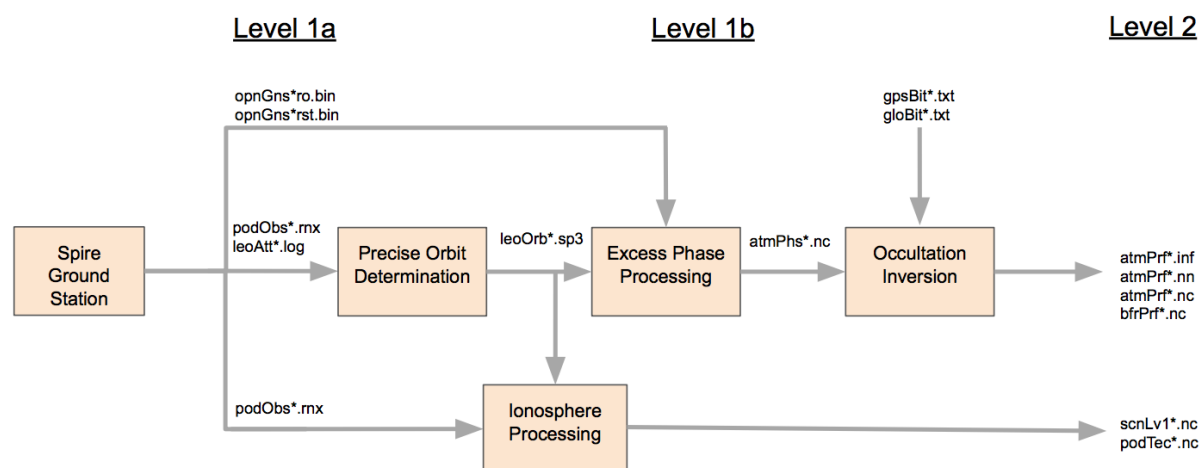 Level 1a
Level 1b
Level 2
opnGns*ro.bin
opnGns*rst.bin
gpsBit*.txt
gloBit*.txt
Spire
Ground
Station
podObs*.rnx
leoAtt*.log
Precise Orbit
Determination
leoOrb*.sp3
Excess Phase
Processing
atmPhs*.nc
Occultation
Inversion
atmPrf*.inf
atmPrf*.nn
atmPrf*.nc
bfrPrf*.nc
podObs*.rnx
Ionosphere
Processing
scnLv1*.nc
podTec*.nc